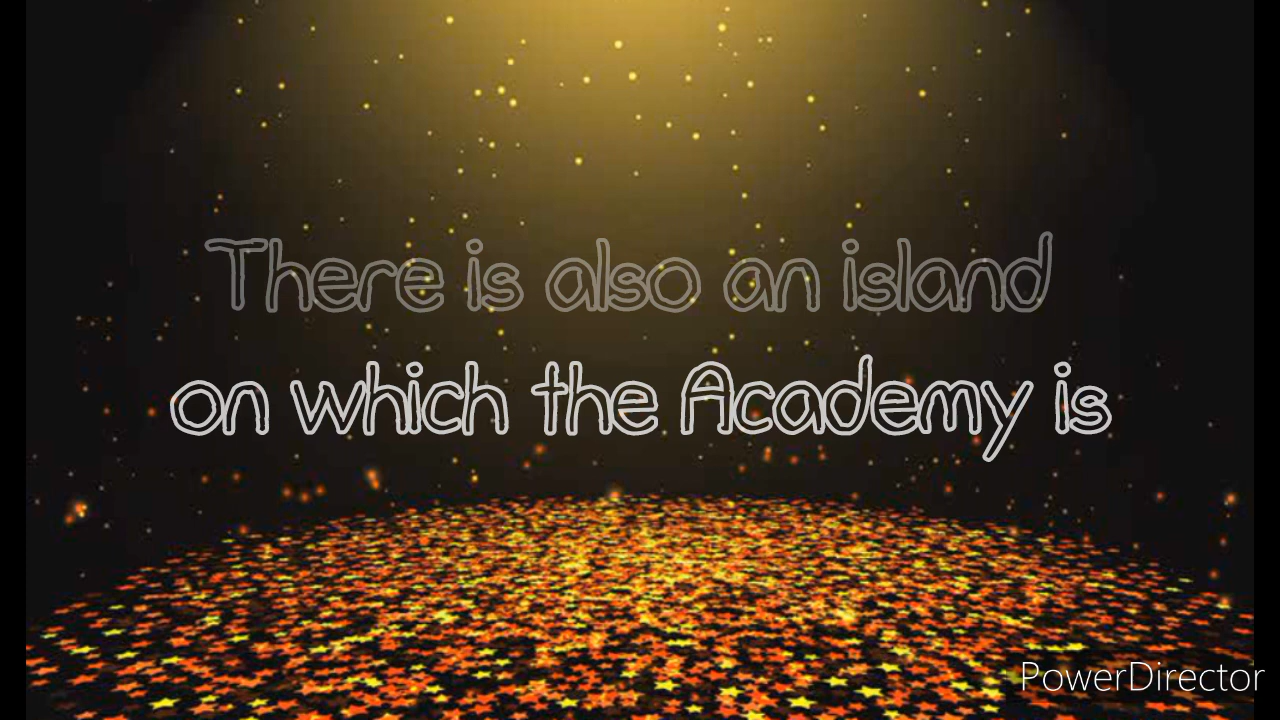 There is also an island
on which the Academy is
PowerDirector